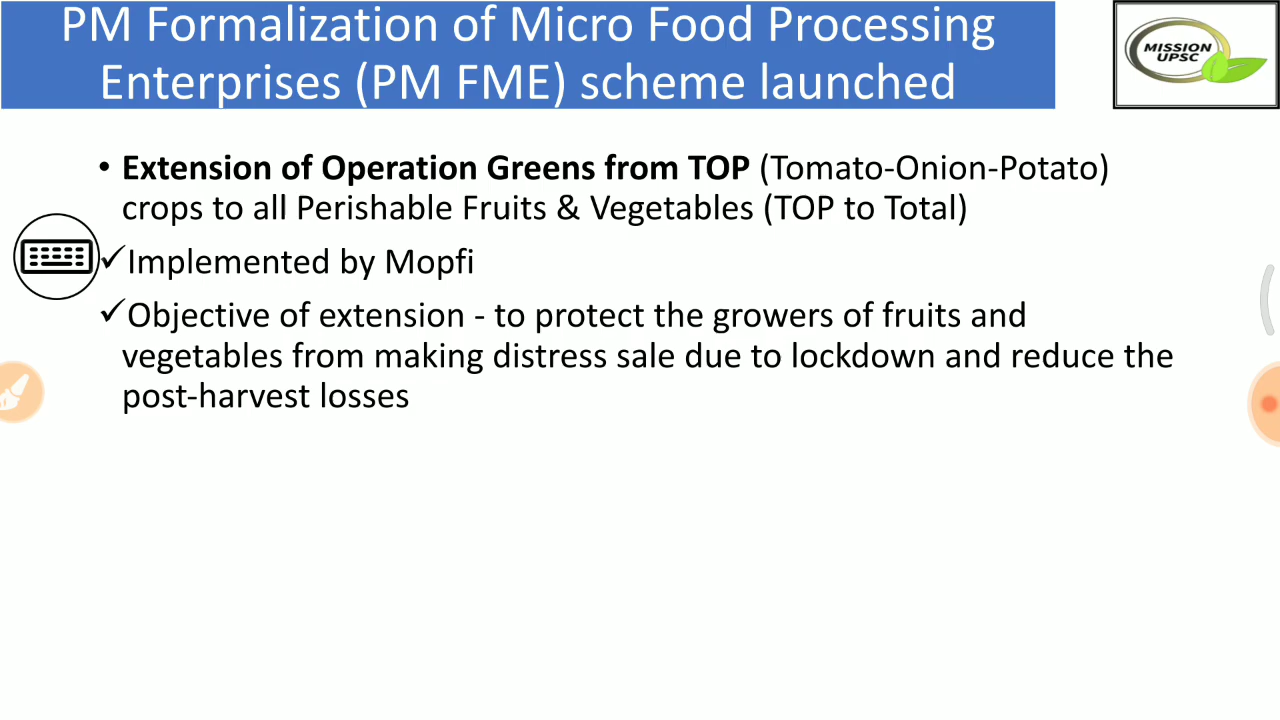 PM Formalization of Micro Food Processing
Enterprises (PM FME) scheme launched
MISSION
UPSC
• Extension of Operation Greens from TOP (Tomato-Onion-Potato)
crops to all Perishable Fruits & Vegetables (TOP to Total)
✓Implemented by Mopfi
✓Objective of extension - to protect the growers of fruits and
vegetables from making distress sale due to lockdown and reduce the
post-harvest losses